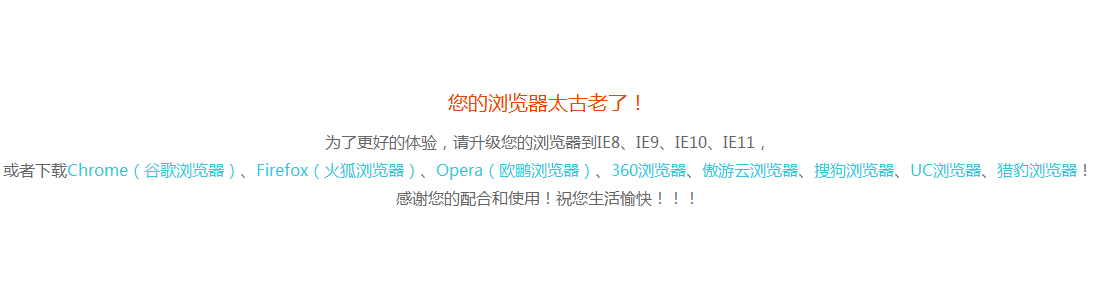 您的浏览器太古老了！
为了更好的体验，请升级您的浏览器到IE8、IE9、IE10、IE11，
或者下载Chrome（谷歌浏览器）、Firefox（火狐浏览器）、Opera（欧鹏浏览器）、360浏览器、傲游云浏览器、搜狗浏览器、UC浏览器、猎豹浏览器！
感谢您的配合和使用！祝您生活愉快！！！